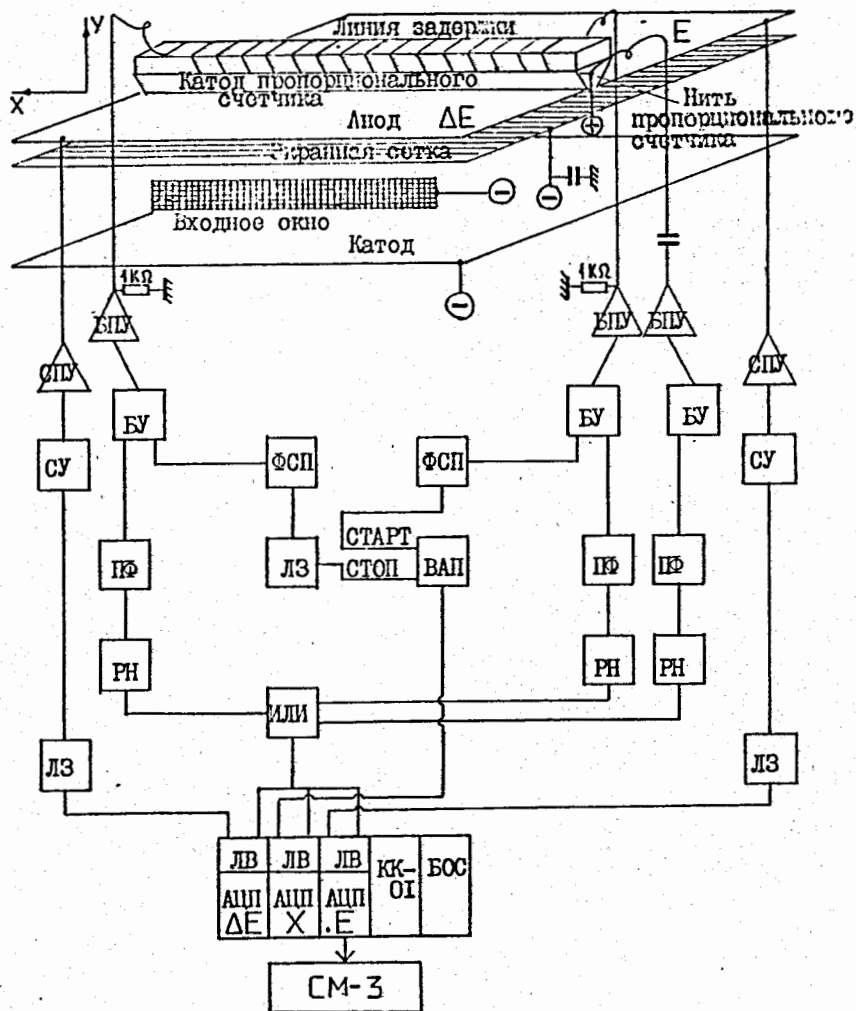 У
X
Линия задержки
E
Катод пропорционального
счетчика
Анод ΔE
Нить
пропорционального
счетчика
Экранная сетка
Входное окно
Катод
1кΩ
1кΩ
БПУ
БПУ
БПУ
СПУ
СПУ
БУ
БУ
БУ
СУ
СУ
ФСП
ФСП
ЛЗ
СТАРТ
СТОП
ВАП
ПФ
ПФ
ПФ
РН
РН
РН
ИЛИ
ЛЗ
ЛЗ
ЛВ
ЛВ
ЛВ
АЦП
ΔE
АЦП
X
АЦП
.E
КК-
01
БОС
СМ-3